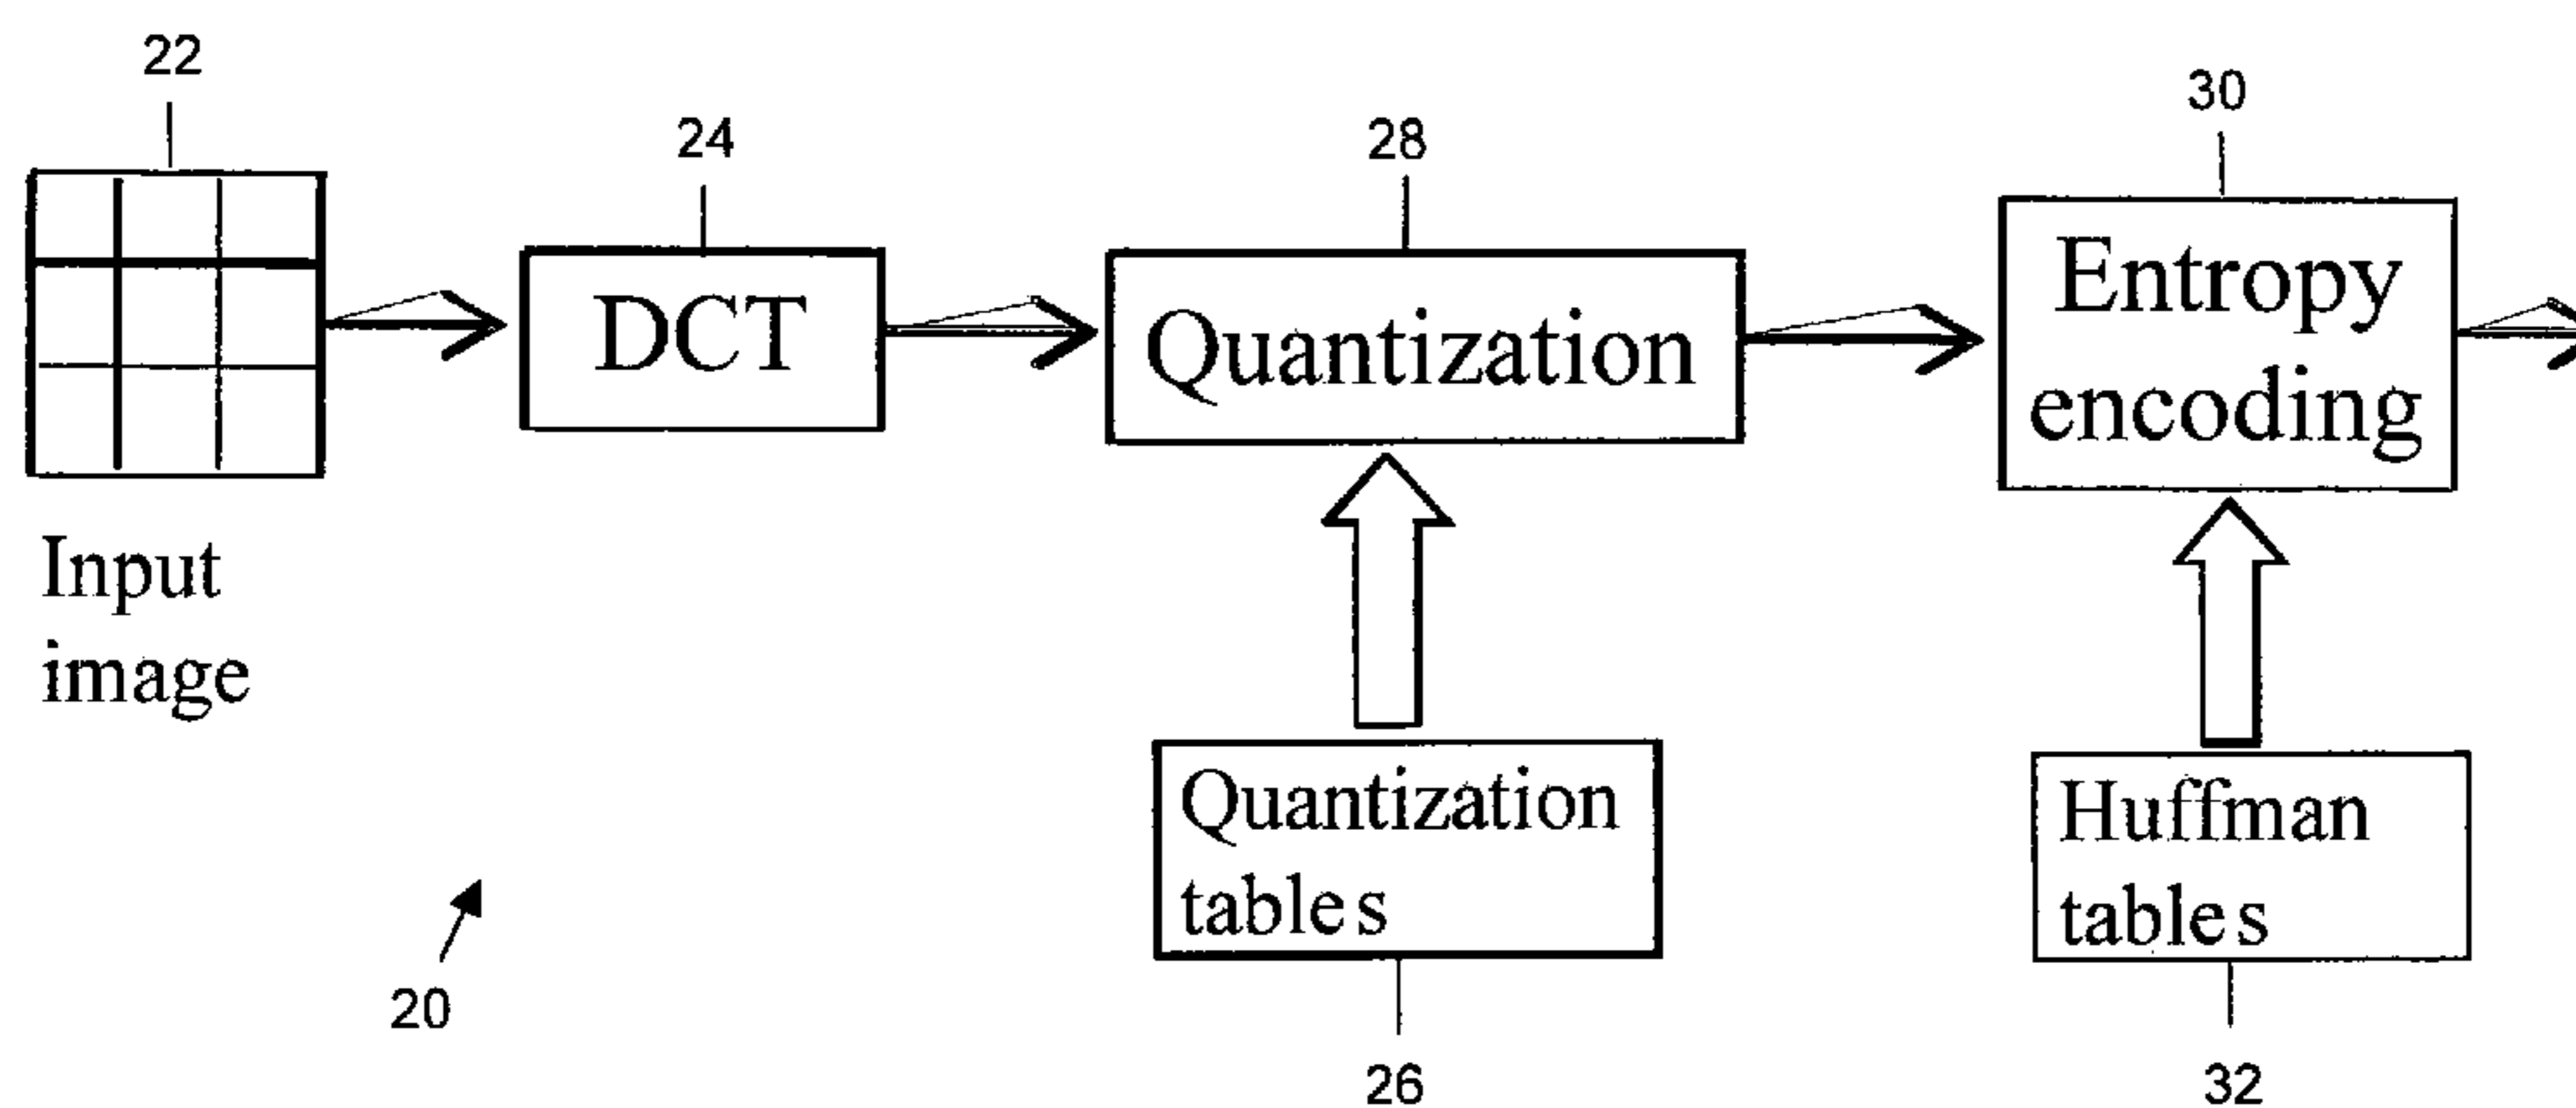 22
24
28
30
DCT
Quantization
Entropy
encoding
Input
image
Quantization
tables
Huffman
tables
20
26
32